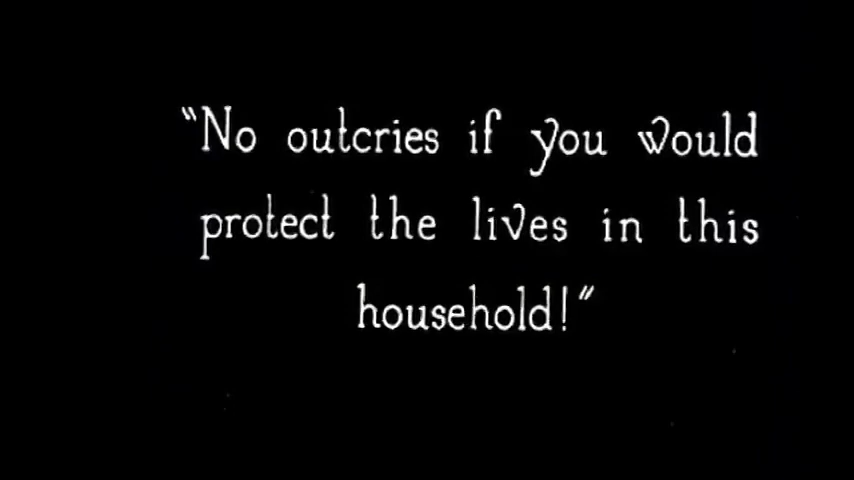 "No outcries if you would
protect the lives in this
household!"